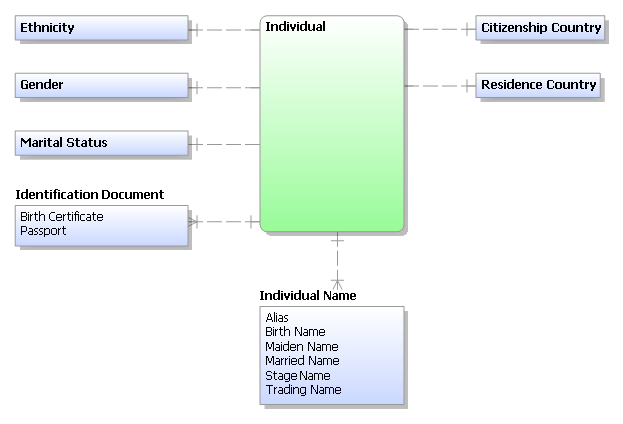 Ethnicity
Gender
Marital Status
Identification Document
Birth Certificate
Passport
Individual
Citizenship Country
Residence Country
Individual Name
Alias
Birth Name
Maiden Name
Married Name
Stage Name
Trading Name